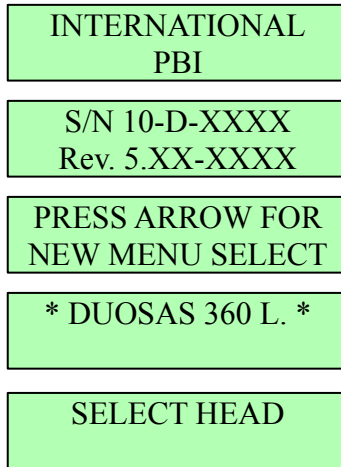 INTERNATIONAL
PBI
S/N 10-D-XXXX
Rev. 5.XX-XXXX
PRESS ARROW FOR
NEW MENU SELECT
* DUOSAS 360 L. *
SELECT HEAD